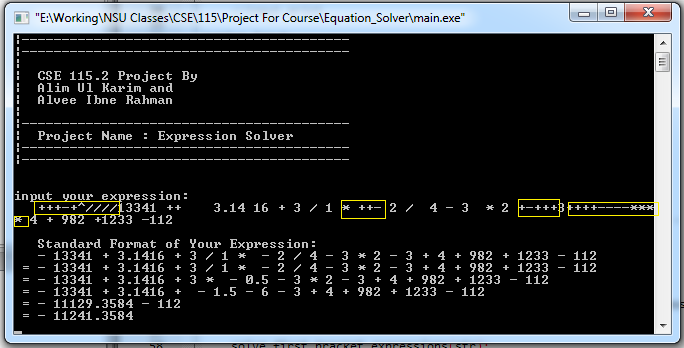 "E:\Working\NSU Classes\CSE\115\Project For Course\Equation_Solver\main.exe"
CSE 115.2 Project By
Alim Ul Karim and
Alvee Ibne Rahman
Project Name : Expression Solver
input your expression:
+++-+^////13341 ++ 3.14 16 + 3 / 1 * ++- 2 / 4 - 3 * 2 +-+++3++++----***
* 4 + 982 +1233 -112
Standard Format of Your Expression:
- 13341 + 3.1416 + 3 / 1 * - 2 / 4 - 3 * 2 - 3 + 4 + 982 + 1233 - 112
= - 13341 + 3.1416 + 3 / 1 * - 2 / 4 - 3 * 2 - 3 + 4 + 982 + 1233 - 112
= - 13341 + 3.1416 + 3 * - 0.5 - 3 * 2 - 3 + 4 + 982 + 1233 - 112
= - 13341 + 3.1416 + - 1.5 - 6 - 3 + 4 + 982 + 1233 - 112
= - 11129.3584 - 112
= - 11241.3584